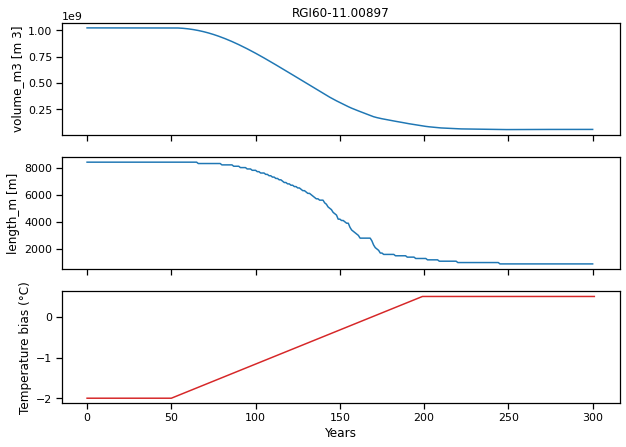 RGI60-11.00897
1e9
volume_m3 [m 3]
1.00
0.75
0.50
0.25
length_m [m]
8000
6000
4000
2000
Temperature bias (°C)
0
−1
−2
0 50 100 150 200 250 300
Years